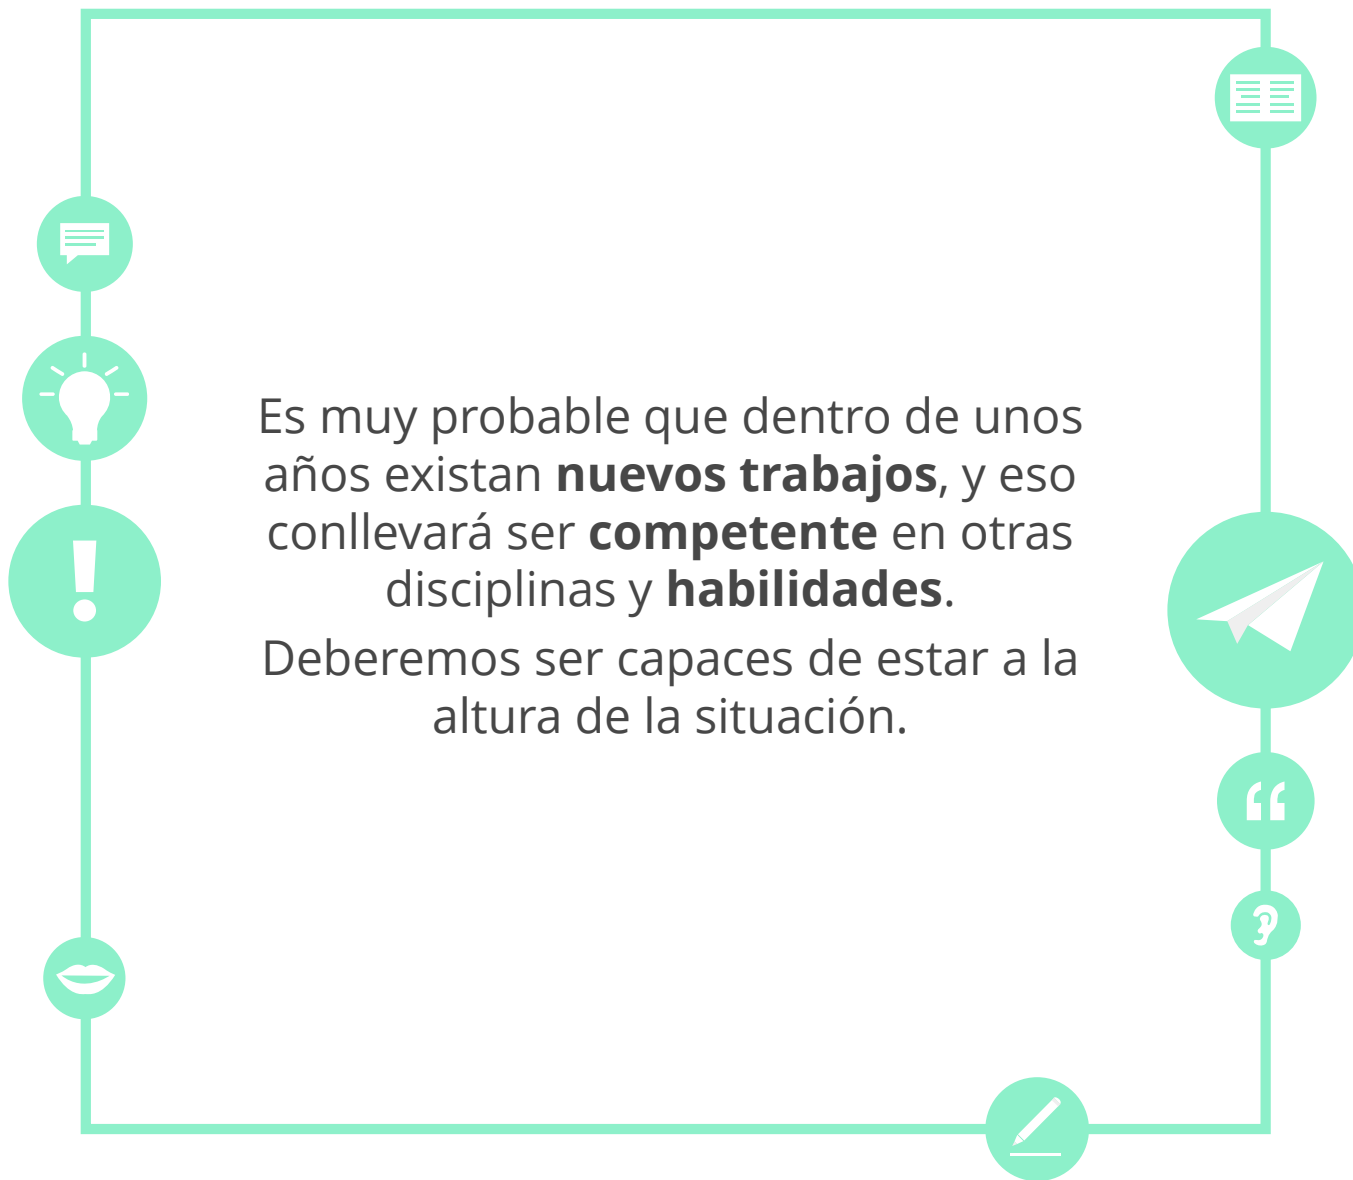 Es muy probable que dentro de unos
años existan nuevos trabajos, y eso
conllevará ser competente en otras
disciplinas y habilidades.
Deberemos ser capaces de estar a la
altura de la situación.